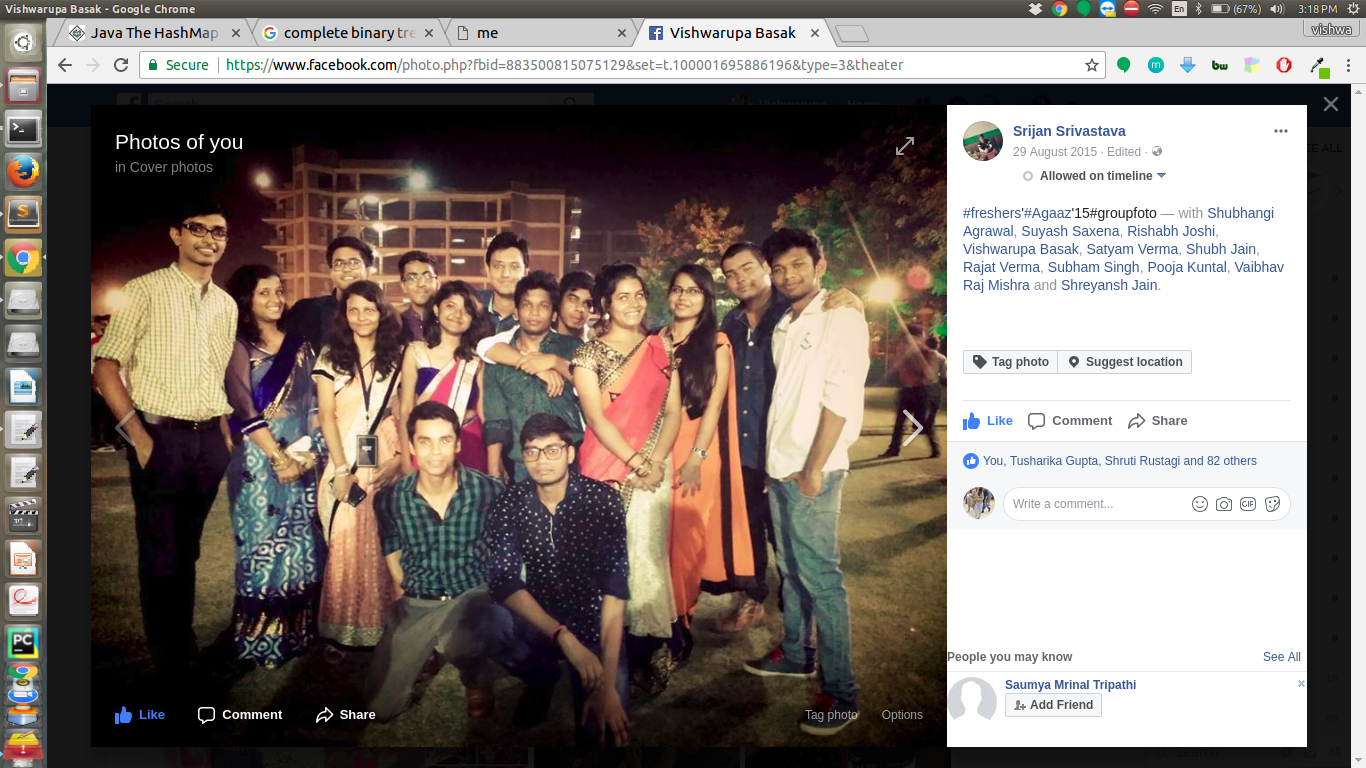 Vishwarupa Basak - Google Chrome
En
(67%)
3:18 PM
Java The HashMap
complete binary tre
me
Vishwarupa Basak
vishwa
Secure
https://www.facebook.com/photo.php?fbid=883500815075129&set=t.100001695886196&type=3&theater
Photos of you
in Cover photos
Srijan Srivastava
29 August 2015 · Edited ·
Allowed on timeline
#freshers'#Agaaz'15#groupfoto — with Shubhangi
Agrawal, Suyash Saxena, Rishabh Joshi,
Vishwarupa Basak, Satyam Verma, Shubh Jain,
Rajat Verma, Subham Singh, Pooja Kuntal, Vaibhav
Raj Mishra and Shreyansh Jain.
Tag photo
Suggest location
Like
Comment
Share
You, Tusharika Gupta, Shruti Rustagi and 82 others
Write a comment...
GIF
People you may know
See All
Saumya Mrinal Tripathi
Add Friend
Like
Comment
Share
Tag photo
Options